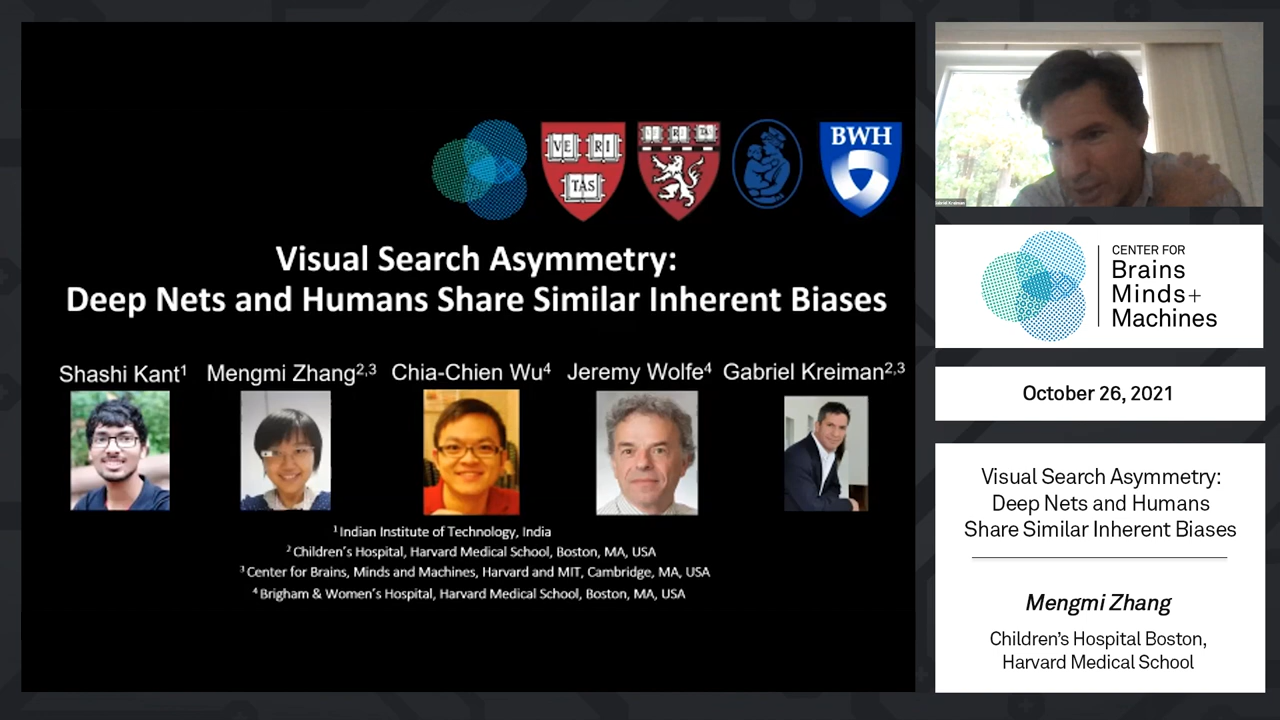 VE RI
TAS
BWH
Visual Search Asymmetry:
Deep Nets and Humans Share Similar Inherent Biases
Shashi Kant¹ Mengmi Zhang²,³ Chia-Chien Wu⁴ Jeremy Wolfe⁴ Gabriel Kreiman²,³
¹ Indian Institute of Technology, India
² Children's Hospital, Harvard Medical School, Boston, MA, USA
³ Center for Brains, Minds and Machines, Harvard and MIT, Cambridge, MA, USA
⁴ Brigham & Women's Hospital, Harvard Medical School, Boston, MA, USA
CENTER FOR
Brains
Minds+
Machines
October 26, 2021
Visual Search Asymmetry:
Deep Nets and Humans
Share Similar Inherent Biases
Mengmi Zhang
Children's Hospital Boston,
Harvard Medical School